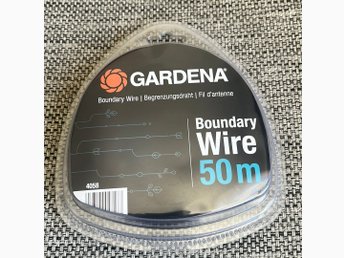 GARDENA
Boundary Wire | Begrenzungsdraht | Fil d'antenne
Boundary
Wire
50 m
4058